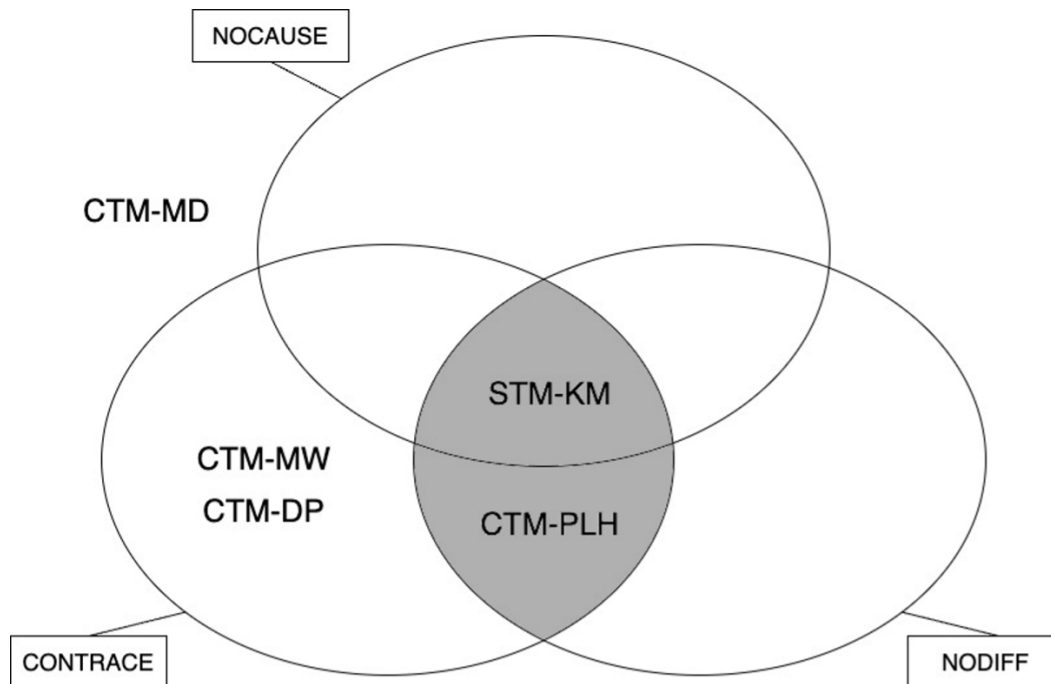 NOCAUSE
CTM-MD
STM-KM
CTM-MW
CTM-DP
CTM-PLH
CONTRACE
NODIFF